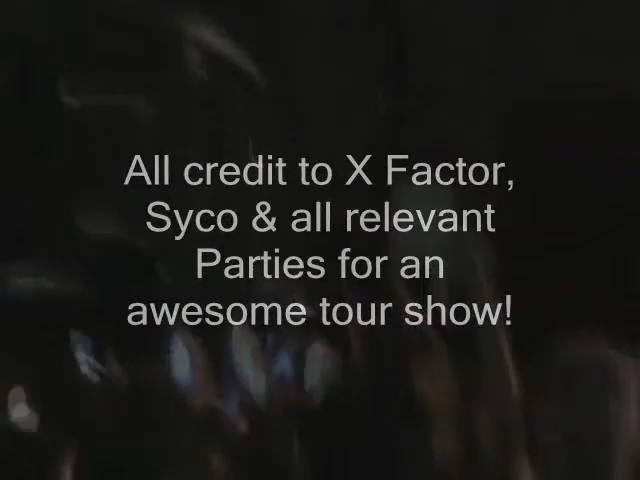 All credit to X Factor,
Syco & all relevant
Parties for an
awesome tour show!